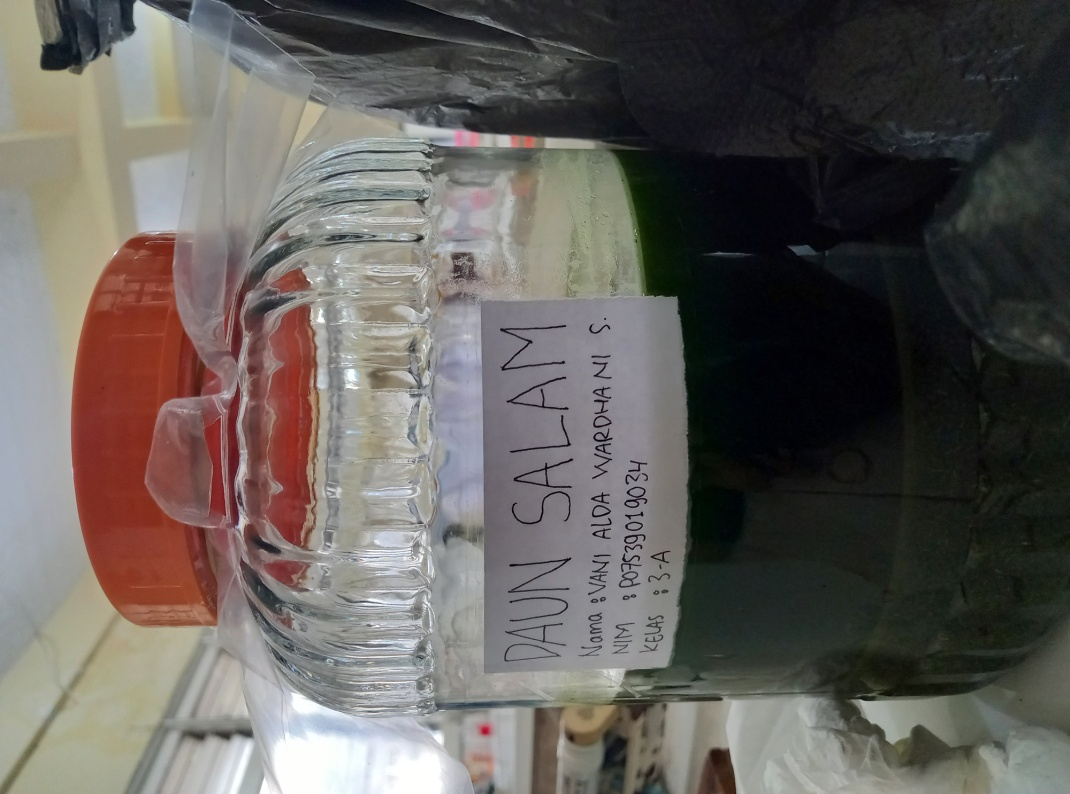 DAUN SALAM
Nama : VANI ALDA WARDHANI S.
NIM : P07539019034
KELAS : 3-A